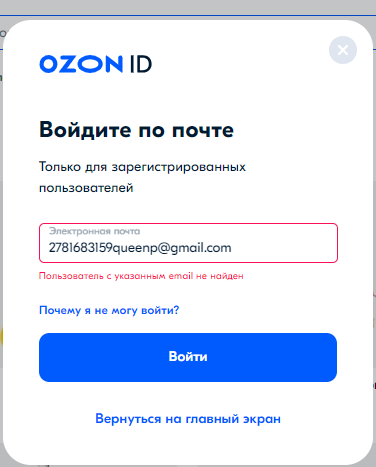 OZON ID
Войдите по почте
Только для зарегистрированных
пользователей
Электронная почта
2781683159queenp@gmail.com
Пользователь с указанным email не найден
Почему я не могу войти?
Войти
Вернуться на главный экран